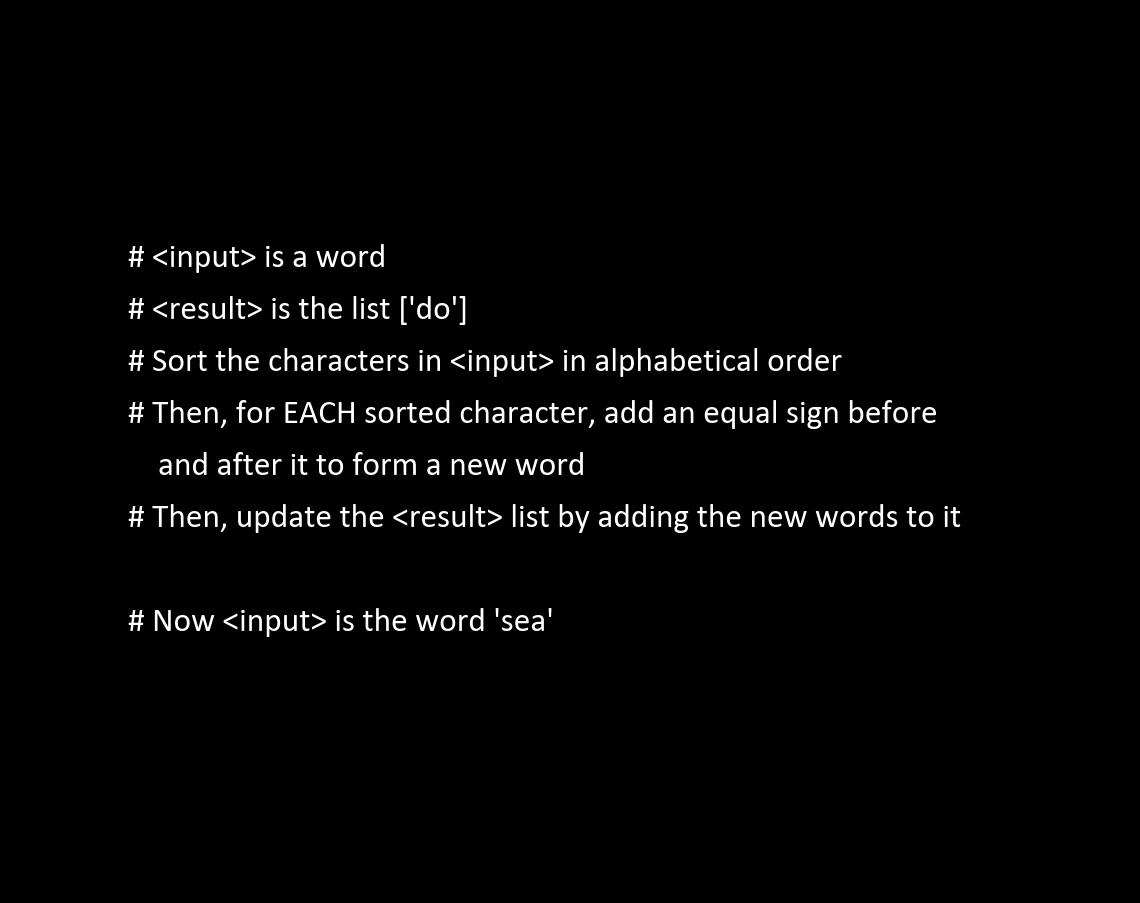 # <input> is a word
# <result> is the list ['do']
# Sort the characters in <input> in alphabetical order
# Then, for EACH sorted character, add an equal sign before
and after it to form a new word
# Then, update the <result> list by adding the new words to it
# Now <input> is the word 'sea'